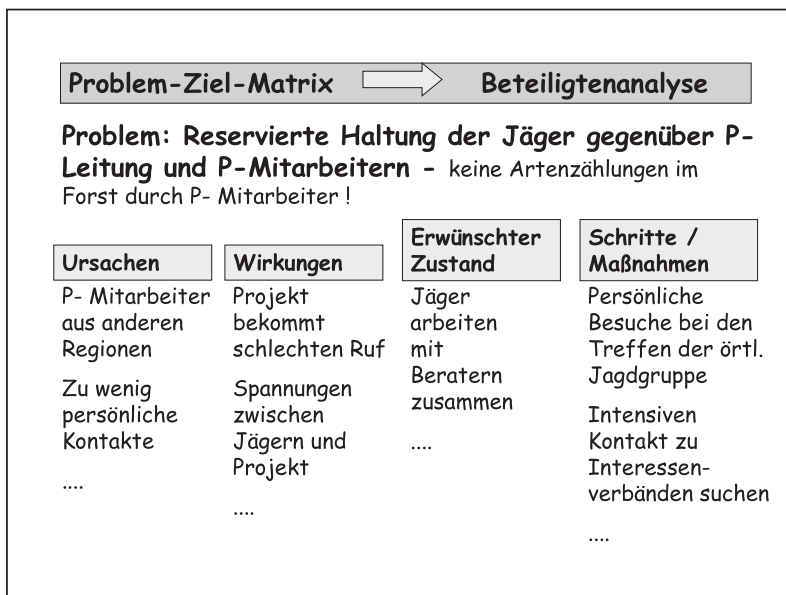 Problem-Ziel-Matrix Beteiligtenanalyse
Problem: Reservierte Haltung der Jäger gegenüber P-
Leitung und P-Mitarbeitern - keine Artenzählungen im
Forst durch P- Mitarbeiter !
Ursachen
P- Mitarbeiter
aus anderen
Regionen
Zu wenig
persönliche
Kontakte
....
Wirkungen
Projekt
bekommt
schlechten Ruf
Spannungen
zwischen
Jägern und
Projekt
....
Erwünschter
Zustand
Jäger
arbeiten
mit
Beratern
zusammen
....
Schritte /
Maßnahmen
Persönliche
Besuche bei den
Treffen der örtl.
Jagdgruppe
Intensiven
Kontakt zu
Interessen-
verbänden suchen
....